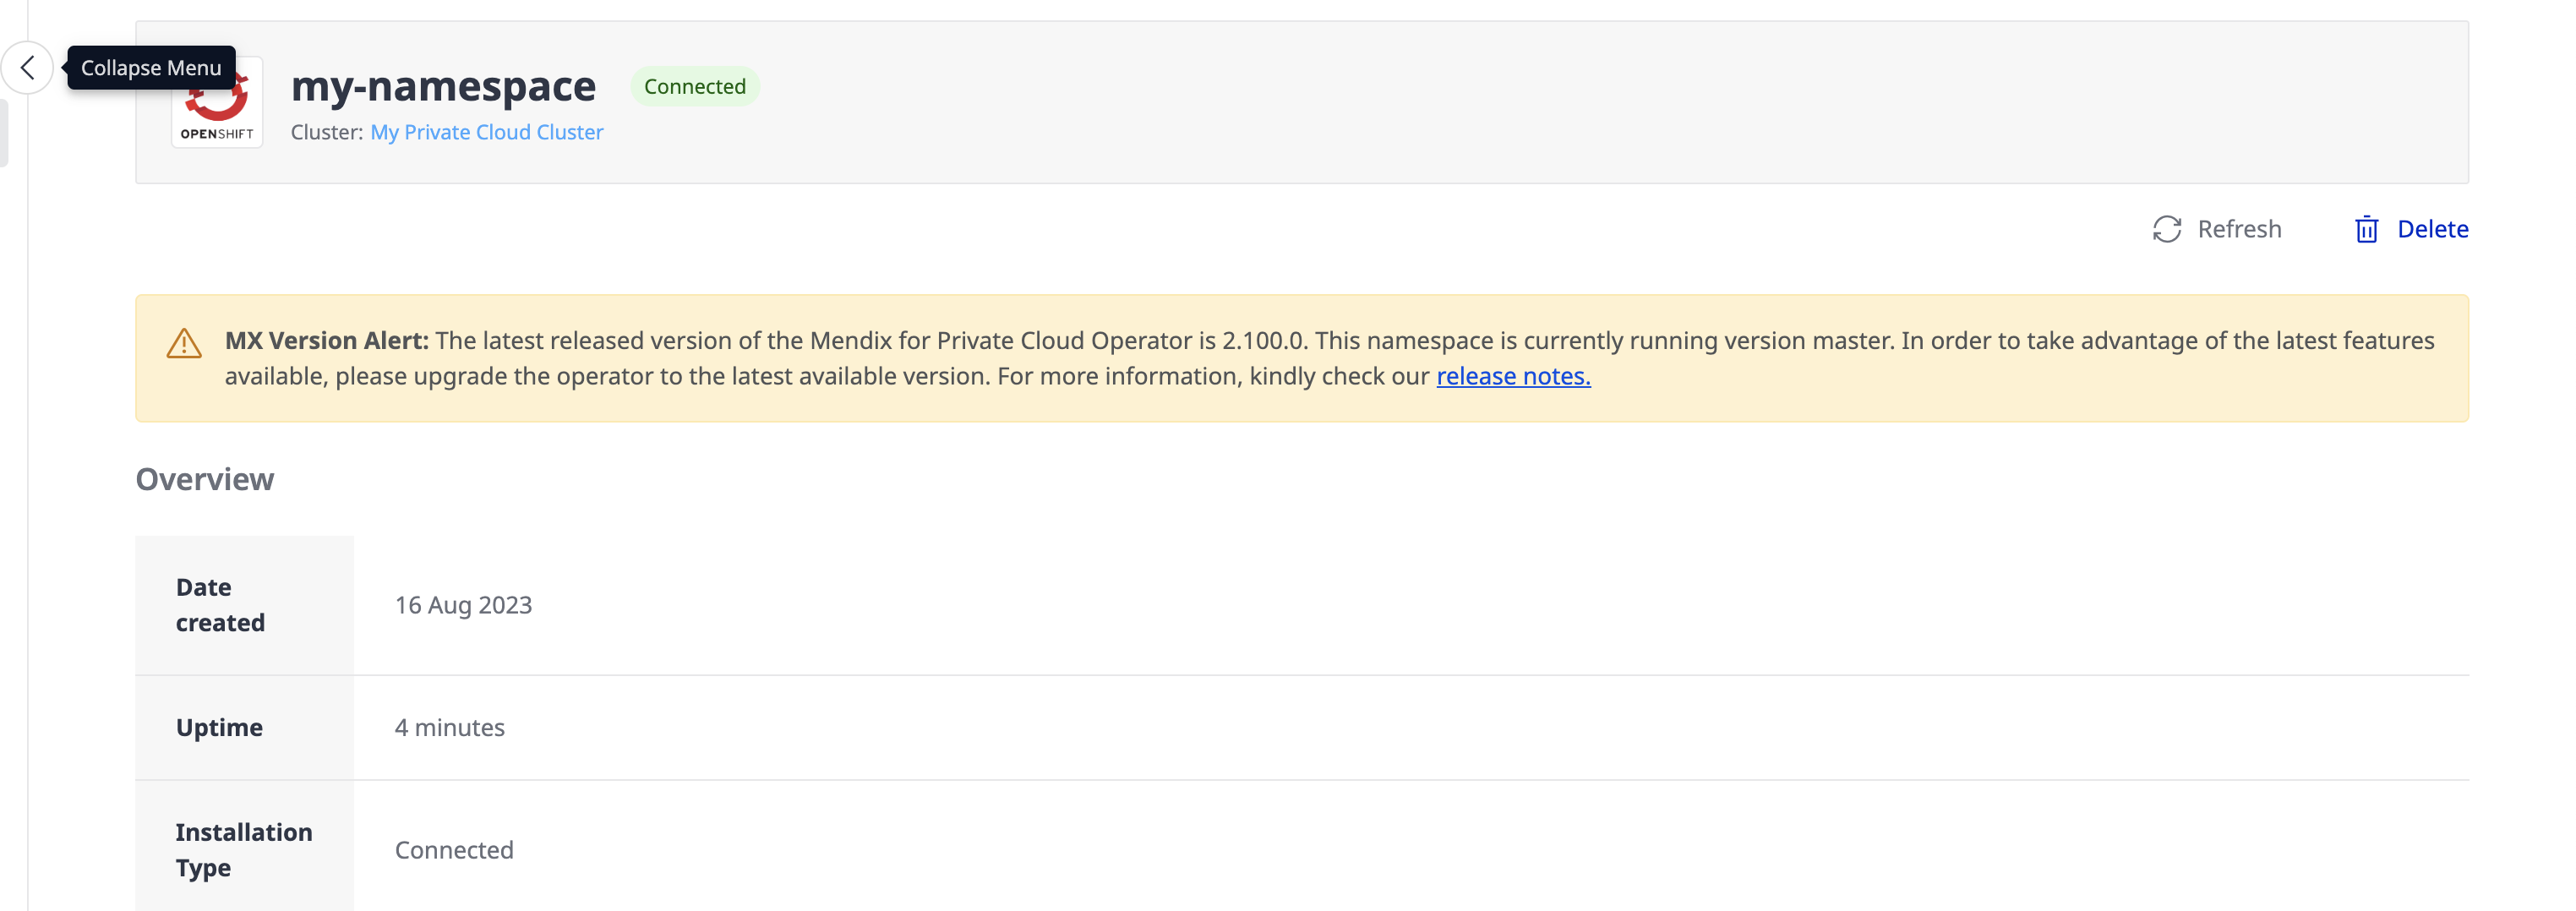 Collapse Menu
OPENSHIFT
my-namespace
Connected
Cluster: My Private Cloud Cluster
Refresh
Delete
MX Version Alert: The latest released version of the Mendix for Private Cloud Operator is 2.100.0. This namespace is currently running version master. In order to take advantage of the latest features
available, please upgrade the operator to the latest available version. For more information, kindly check our release notes.
Overview
Date
created
16 Aug 2023
Uptime
4 minutes
Installation
Type
Connected